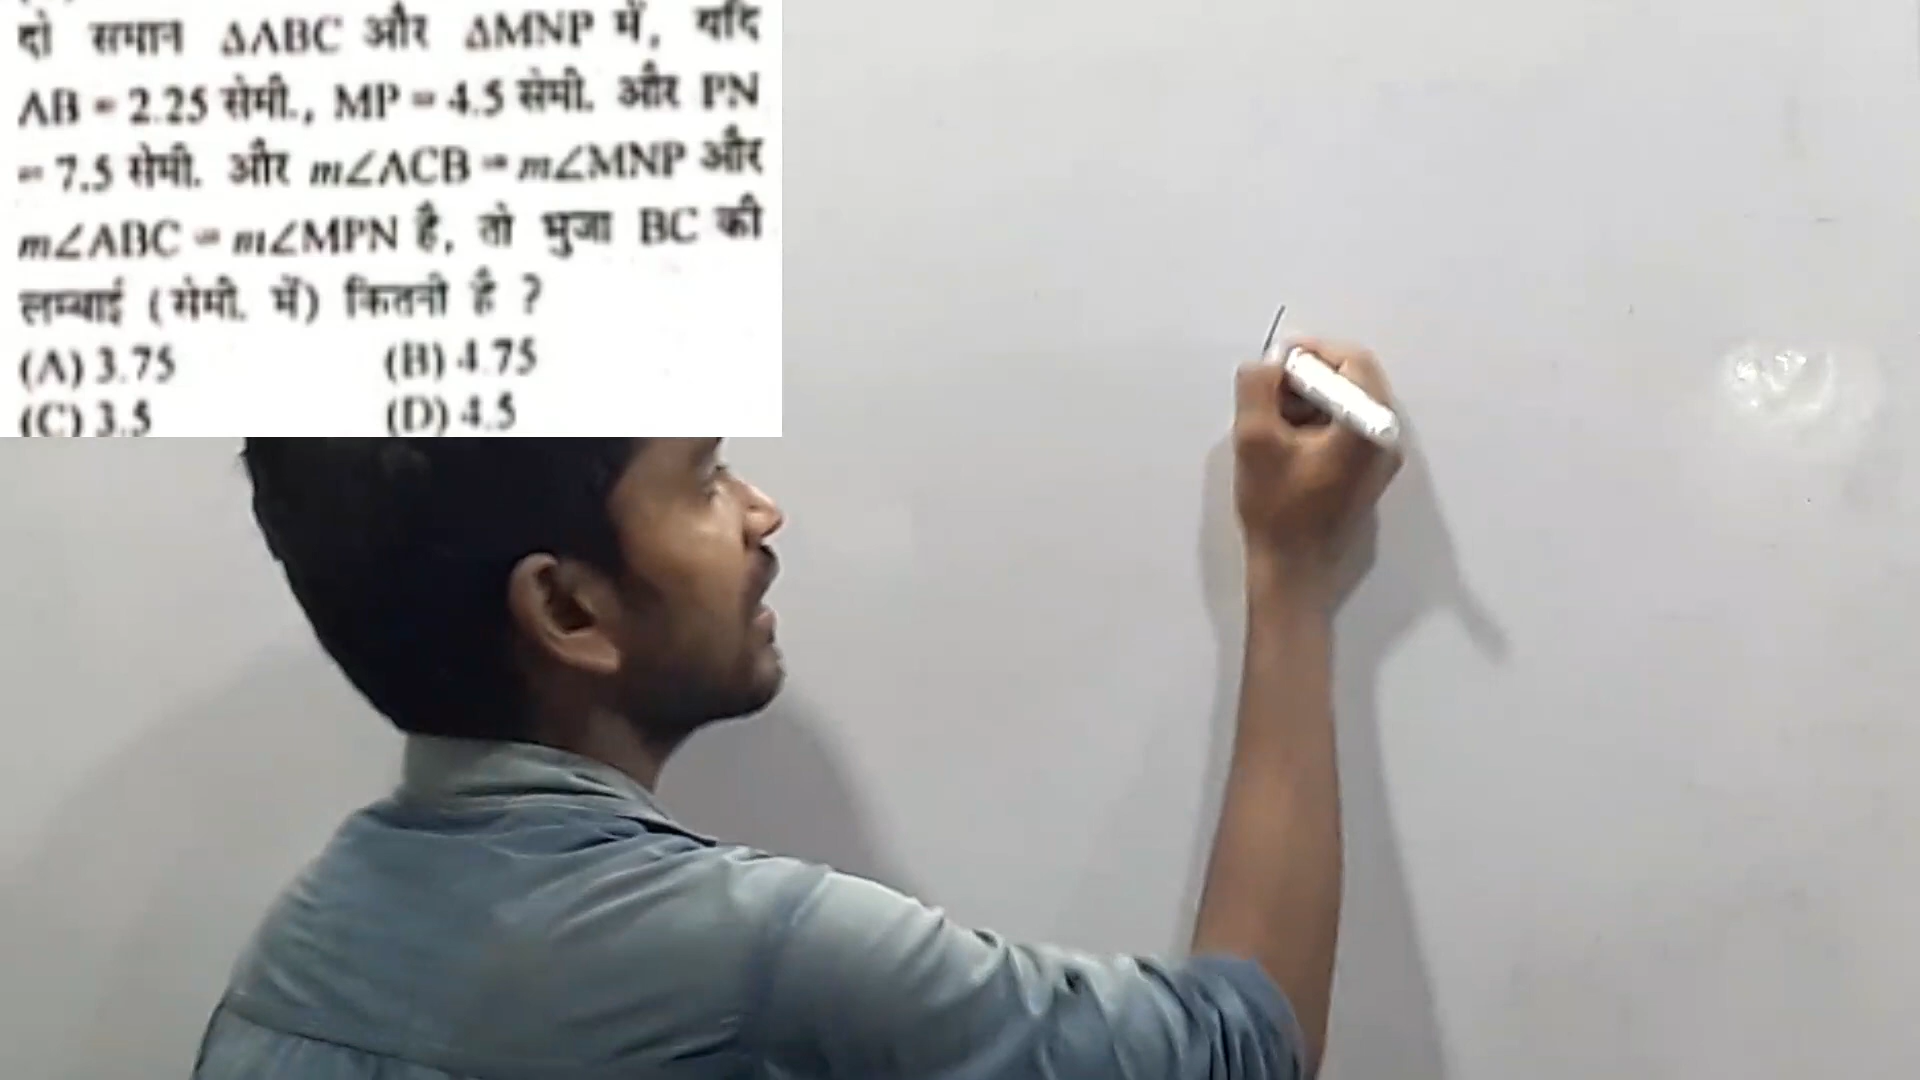 दो समान ΔABC और ΔMNP में, यदि
AB = 2.25 सेमी., MP = 4.5 सेमी. और PN
= 7.5 सेमी. और m∠ACB = m∠MNP और
m∠ABC = m∠MPN है, तो भुजा BC की
लम्बाई (सेमी. में) कितनी है ?
(A) 3.75 (B) 4.75
(C) 3.5 (D) 4.5